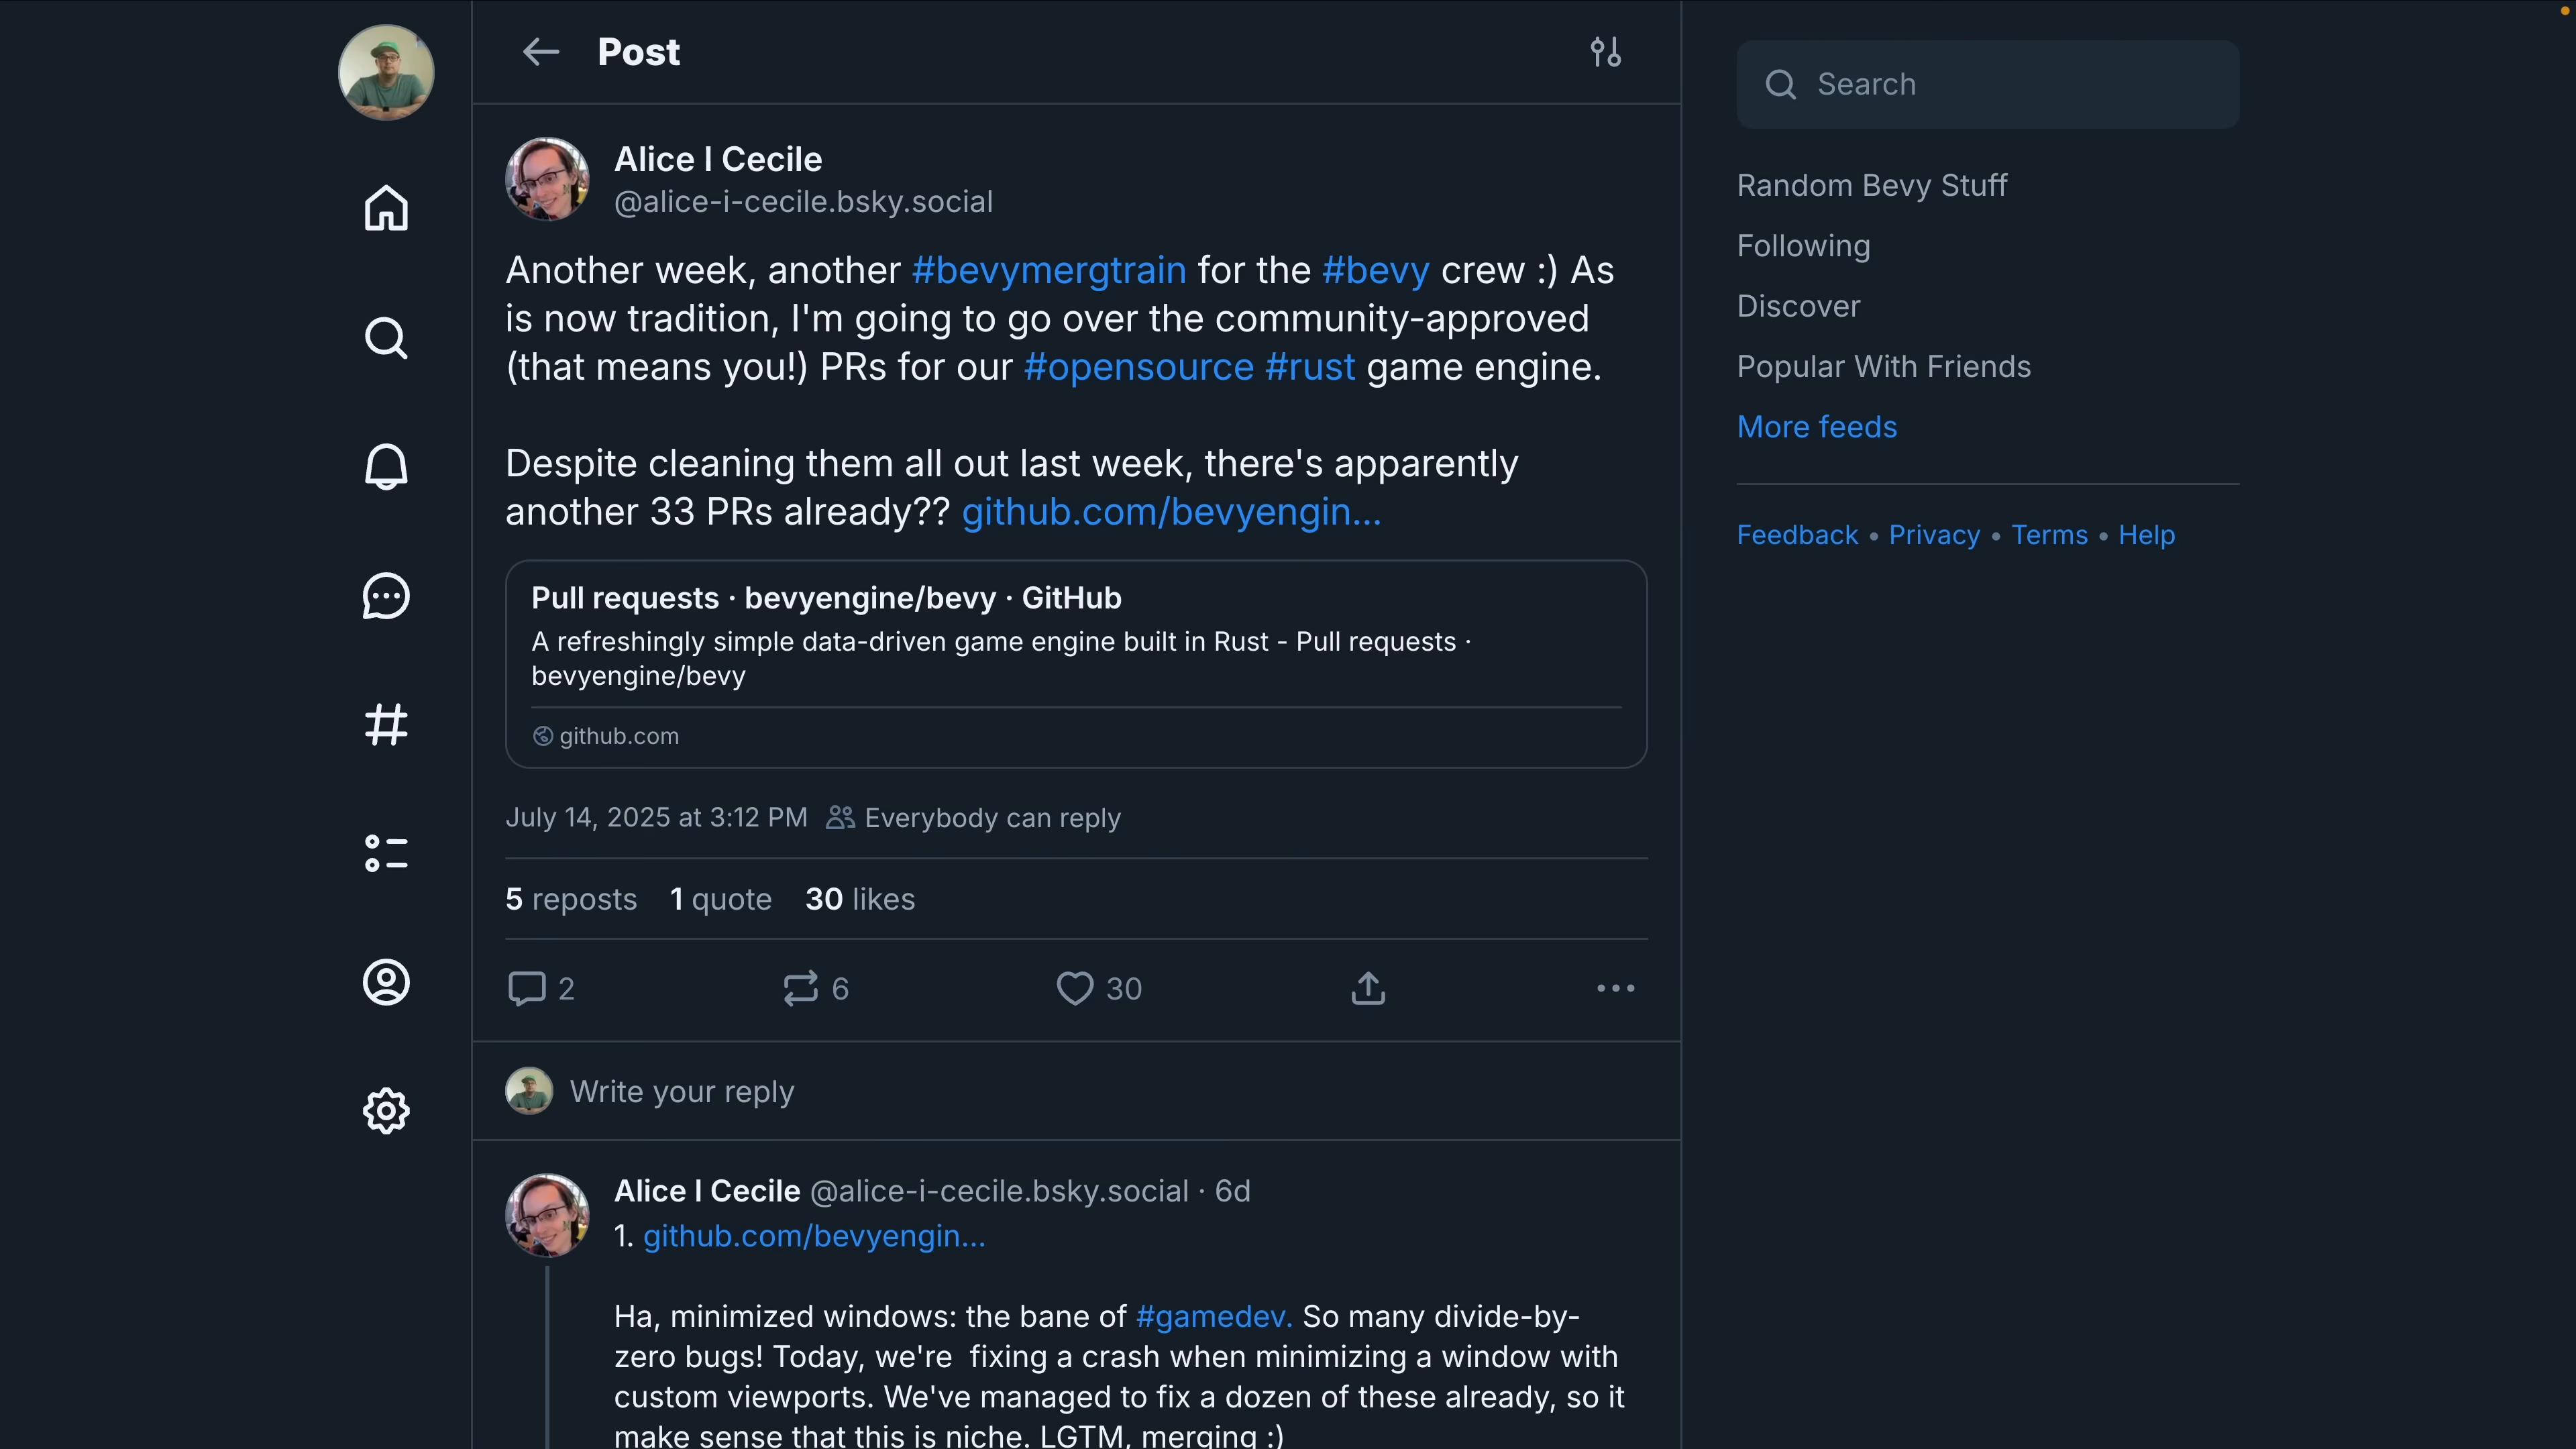 Post
Alice I Cecile
@alice-i-cecile.bsky.social
Another week, another #bevymergtrain for the #bevy crew :) As
is now tradition, I'm going to go over the community-approved
(that means you!) PRs for our #opensource #rust game engine.
Despite cleaning them all out last week, there's apparently
another 33 PRs already?? github.com/bevyengin...
Pull requests · bevyengine/bevy · GitHub
A refreshingly simple data-driven game engine built in Rust - Pull requests ·
bevyengine/bevy
github.com
July 14, 2025 at 3:12 PM Everybody can reply
5 reposts 1 quote 30 likes
2 6 30
Write your reply
Alice I Cecile @alice-i-cecile.bsky.social · 6d
1. github.com/bevyengin...
Ha, minimized windows: the bane of #gamedev. So many divide-by-
zero bugs! Today, we're  fixing a crash when minimizing a window with
custom viewports. We've managed to fix a dozen of these already, so it
make sense that this is niche. LGTM, merging :)
Search
Random Bevy Stuff
Following
Discover
Popular With Friends
More feeds
Feedback • Privacy • Terms • Help